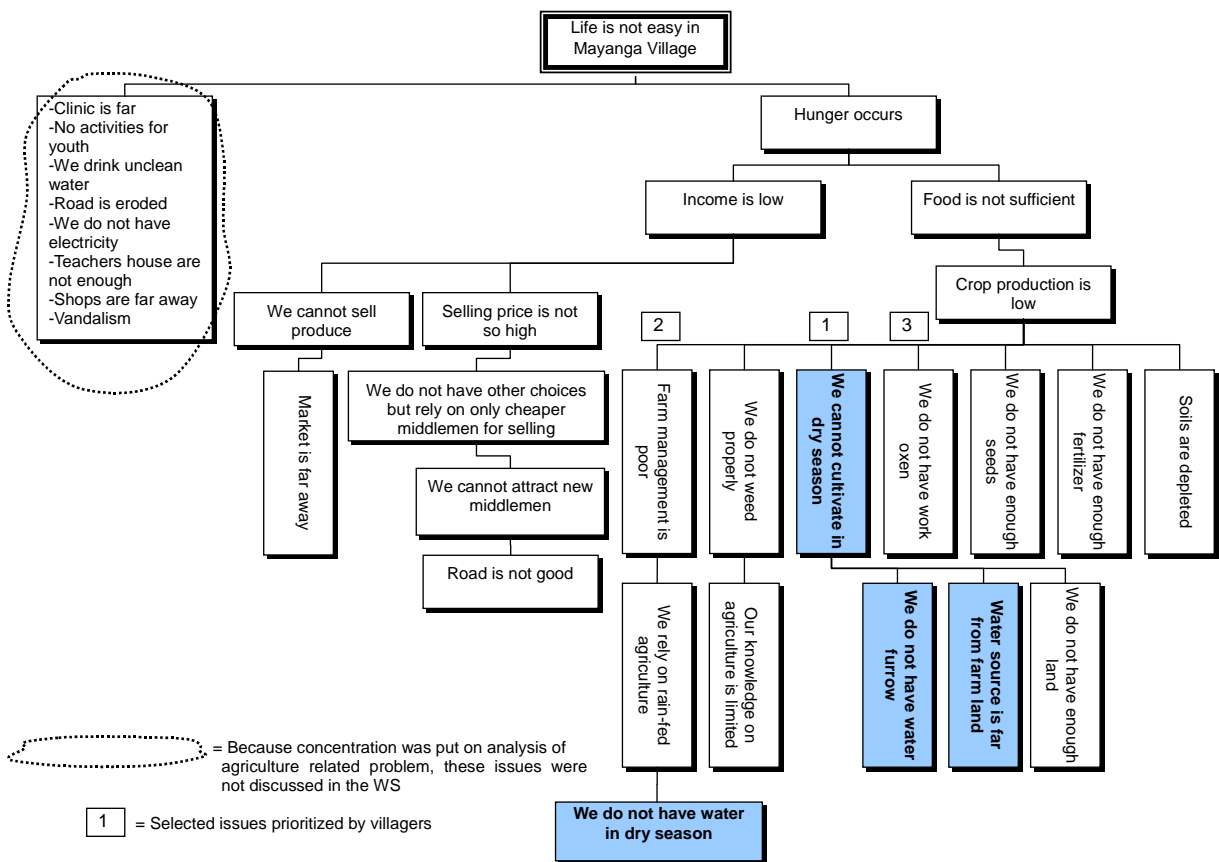 Life is not easy in
Mayanga Village
-Clinic is far
-No activities for
youth
-We drink unclean
water
-Road is eroded
-We do not have
electricity
-Teachers house are
not enough
-Shops are far away
-Vandalism
Hunger occurs
Income is low
Food is not sufficient
We cannot sell
produce
Selling price is not
so high
Crop production is
low
2
1
3
Market is far away
We do not have other choices
but rely on only cheaper
middlemen for selling
We cannot attract new
middlemen
Road is not good
Farm management is
poor
We do not weed
properly
We cannot cultivate in
dry season
We do not have work
oxen
We do not have enough
seeds
We do not have enough
fertilizer
Soils are depleted
We rely on rain-fed
agriculture
Our knowledge on
agriculture is limited
We do not have water
furrow
Water source is far
from farm land
We do not have enough
land
We do not have water
in dry season
= Because concentration was put on analysis of
agriculture related problem, these issues were
not discussed in the WS
1 = Selected issues prioritized by villagers